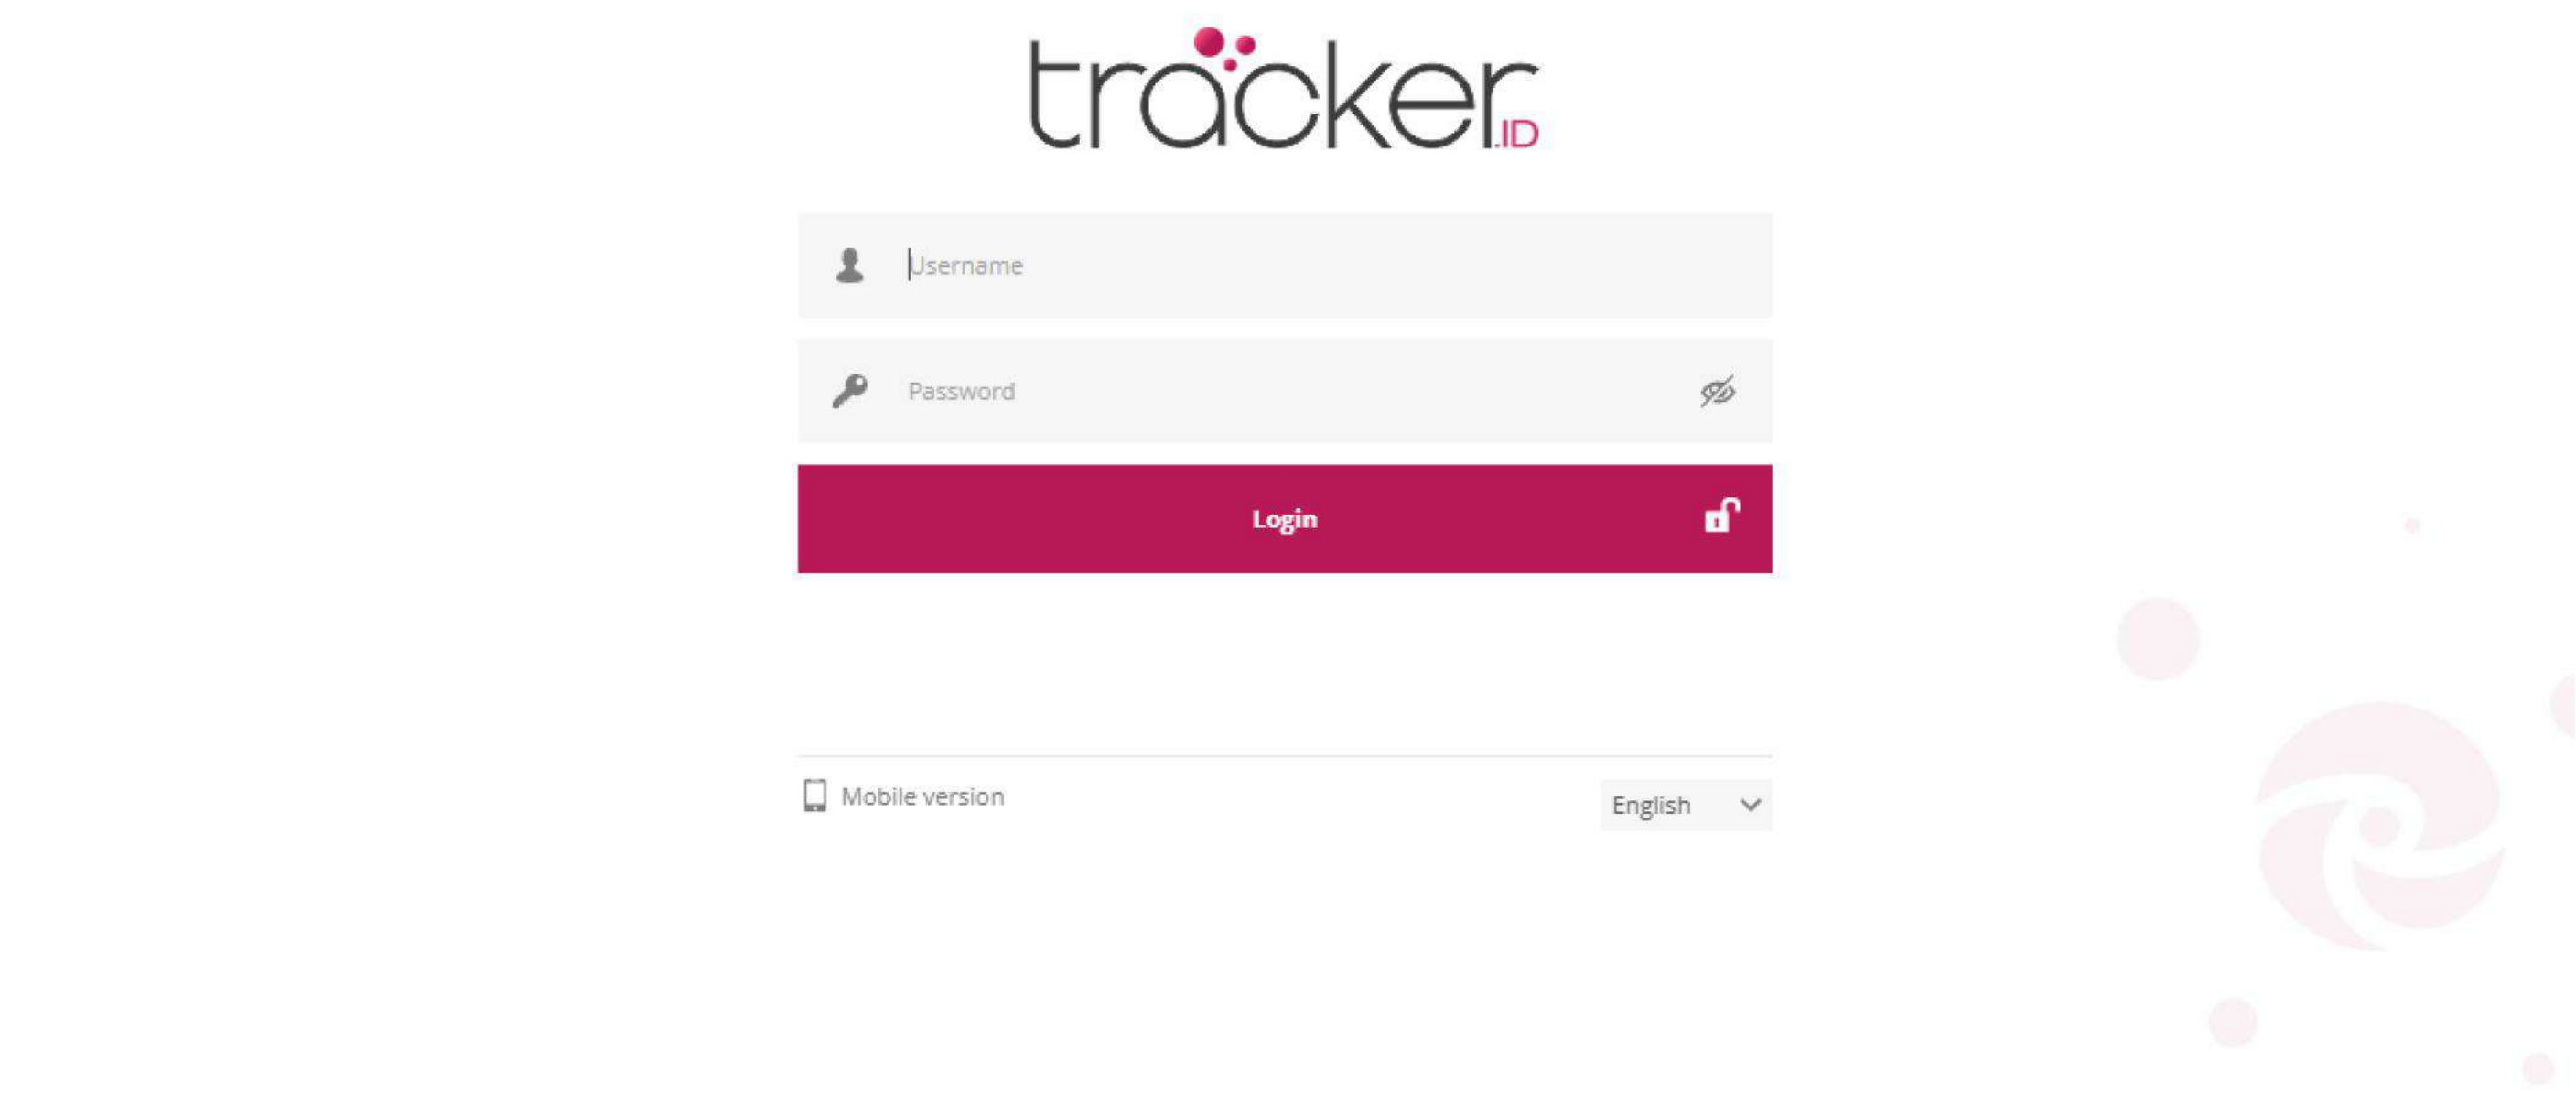 tracker.ID
Username
Password
Login
Mobile version
English